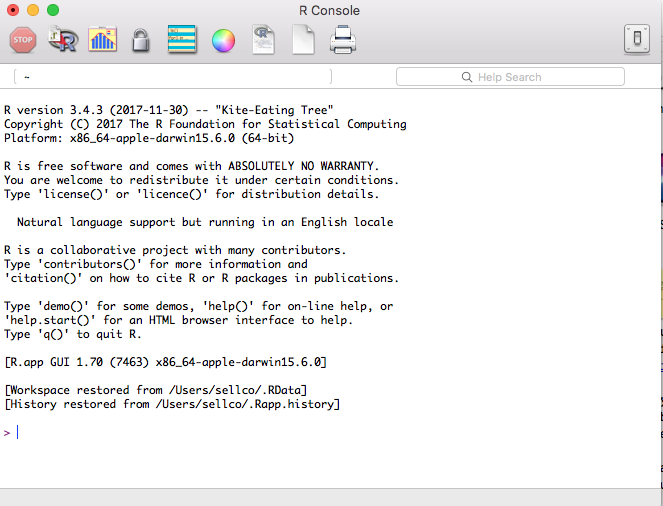 R Console
STOP
~
Help Search
R version 3.4.3 (2017-11-30) -- "Kite-Eating Tree"
Copyright (C) 2017 The R Foundation for Statistical Computing
Platform: x86_64-apple-darwin15.6.0 (64-bit)
R is free software and comes with ABSOLUTELY NO WARRANTY.
You are welcome to redistribute it under certain conditions.
Type 'license()' or 'licence()' for distribution details.
Natural language support but running in an English locale
R is a collaborative project with many contributors.
Type 'contributors()' for more information and
'citation()' on how to cite R or R packages in publications.
Type 'demo()' for some demos, 'help()' for on-line help, or
'help.start()' for an HTML browser interface to help.
Type 'q()' to quit R.
[R.app GUI 1.70 (7463) x86_64-apple-darwin15.6.0]
[Workspace restored from /Users/sellco/.RData]
[History restored from /Users/sellco/.Rapp.history]
>